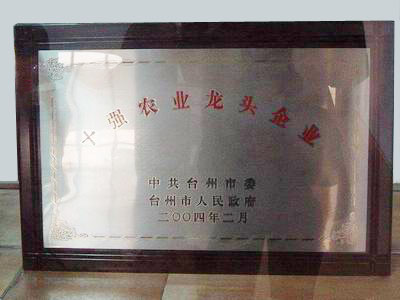 十强农业龙头企业
中共台州市委
台州市人民政府
二〇〇四年二月